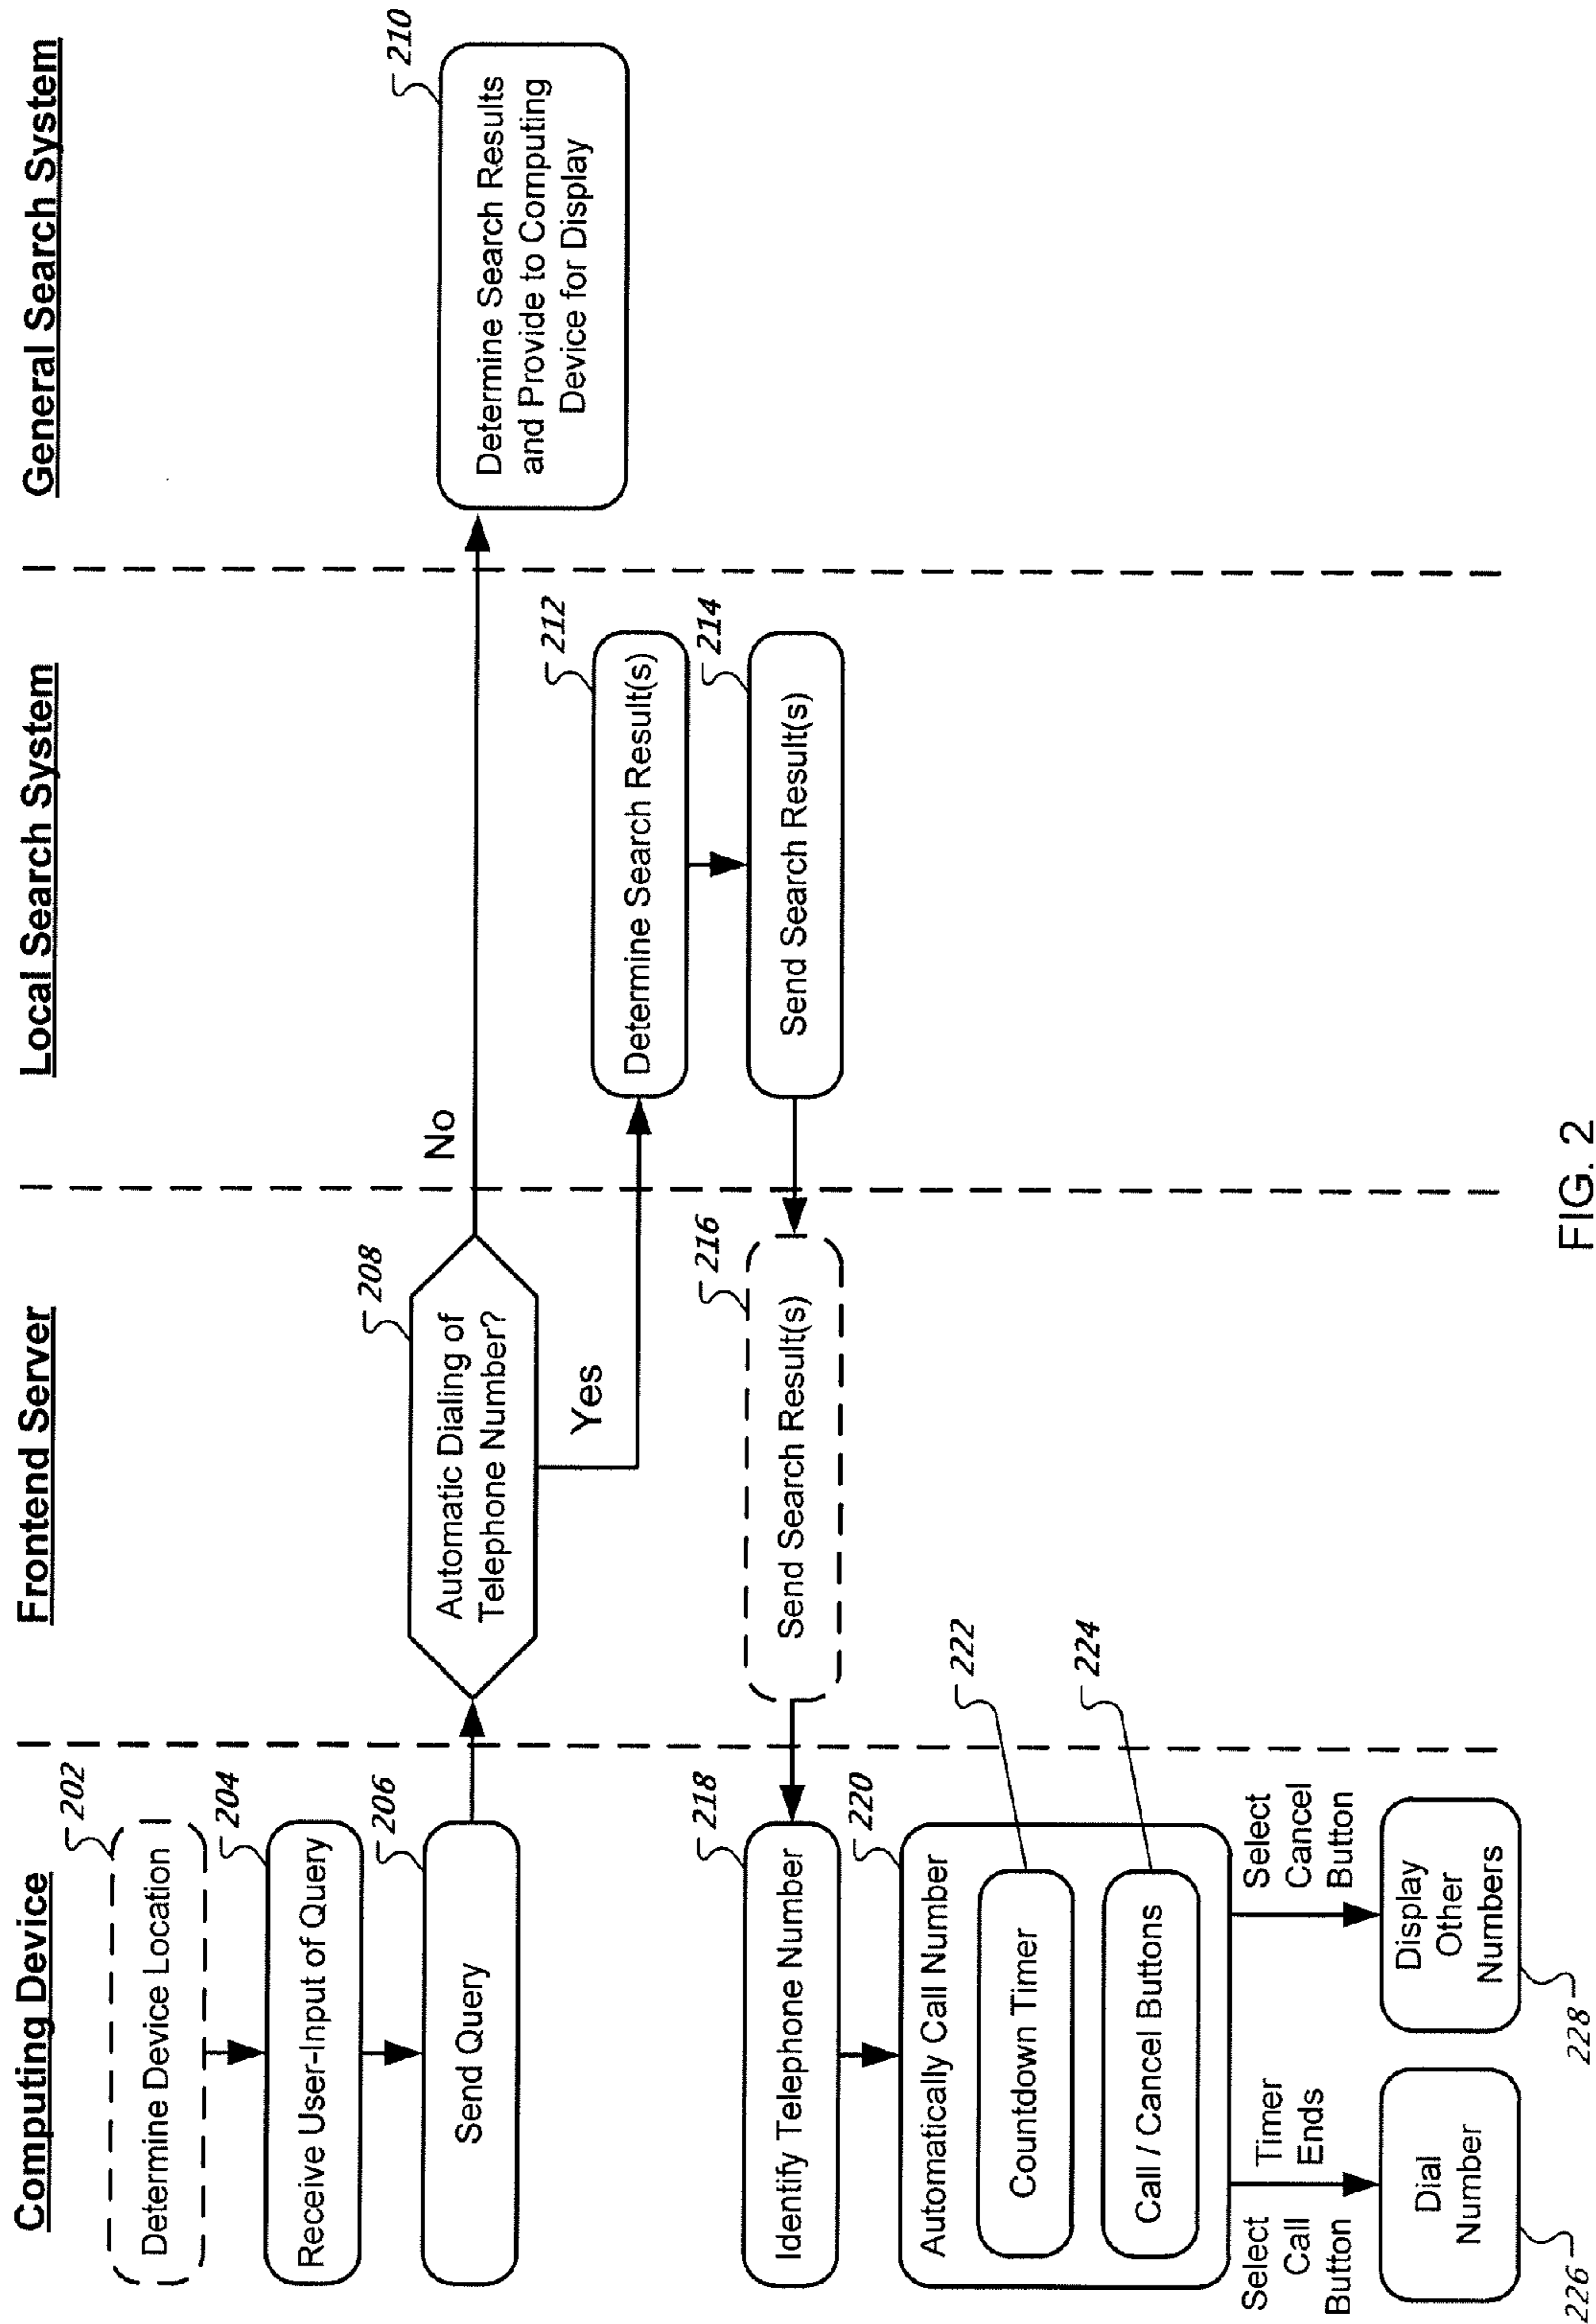 Computing Device
Frontend Server
Local Search System
General Search System
202
Determine Device Location
204
Receive User-Input of Query
206
Send Query
208
Automatic Dialing of
Telephone Number?
No
Yes
210
Determine Search Results
and Provide to Computing
Device for Display
212
Determine Search Result(s)
214
Send Search Result(s)
216
Send Search Result(s)
218
Identify Telephone Number
220
Automatically Call Number
222
Countdown Timer
224
Call / Cancel Buttons
Select
Call
Button
Timer
Ends
Select
Cancel
Button
Dial
Number
226
Display
Other
Numbers
228
FIG. 2